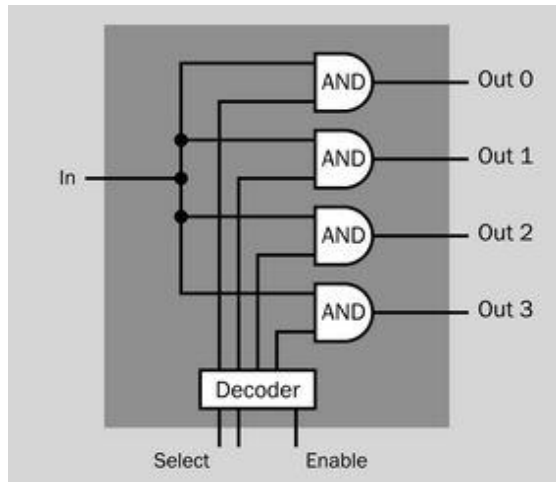 AND
Out 0
AND
Out 1
In
AND
Out 2
AND
Out 3
Decoder
Select
Enable